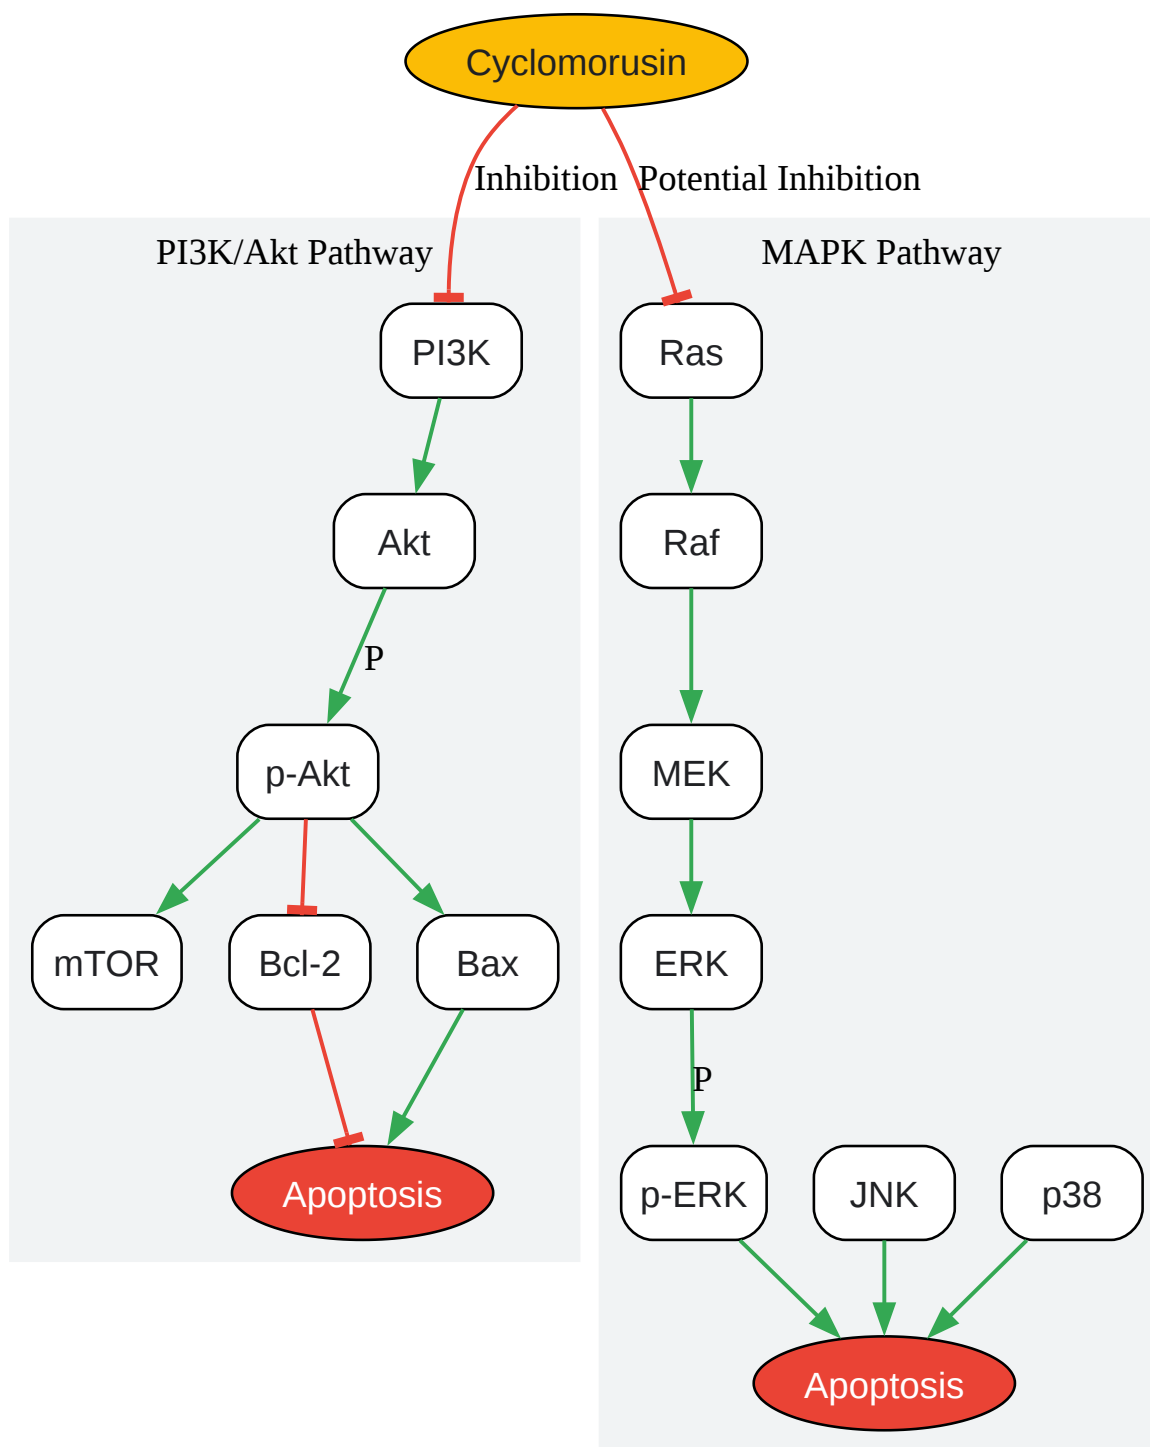 Cyclomorusin
Inhibition
Potential Inhibition
PI3K/Akt Pathway
MAPK Pathway
PI3K
Ras
Akt
Raf
P
p-Akt
MEK
mTOR
Bcl-2
Bax
ERK
P
Apoptosis
p-ERK
JNK
p38
Apoptosis